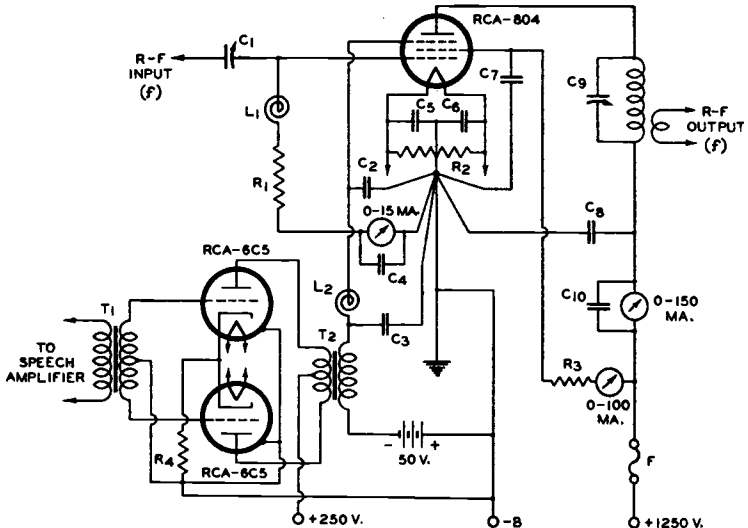 RCA-804
R-F
INPUT
(f)
C1
C7
C9
L1
C5
C6
R-F
OUTPUT
(f)
R1
C2
R2
0-15 MA.
C8
RCA-6C5
C4
L2
C10
0-150
MA.
T1
T2
C3
TO
SPEECH
AMPLIFIER
R3
0-100
MA.
R4
- +
50 V.
F
RCA-6C5
+250 V.
-B
+1250 V.